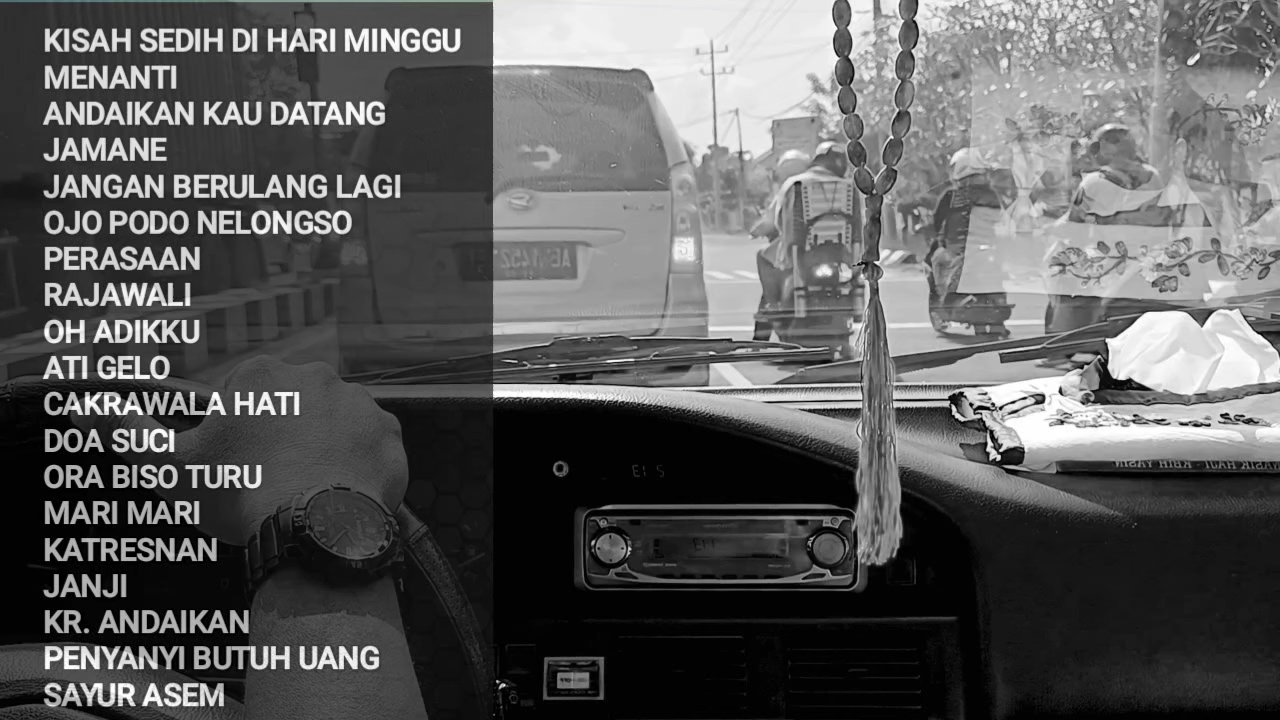 KISAH SEDIH DI HARI MINGGU
MENANTI
ANDAIKAN KAU DATANG
JAMANE
JANGAN BERULANG LAGI
OJO PODO NELONGSO
PERASAAN
RAJAWALI
OH ADIKKU
ATI GELO
CAKRAWALA HATI
DOA SUCI
ORA BISO TURU
MARI MARI
KATRESNAN
JANJI
KR. ANDAIKAN
PENYANYI BUTUH UANG
SAYUR ASEM